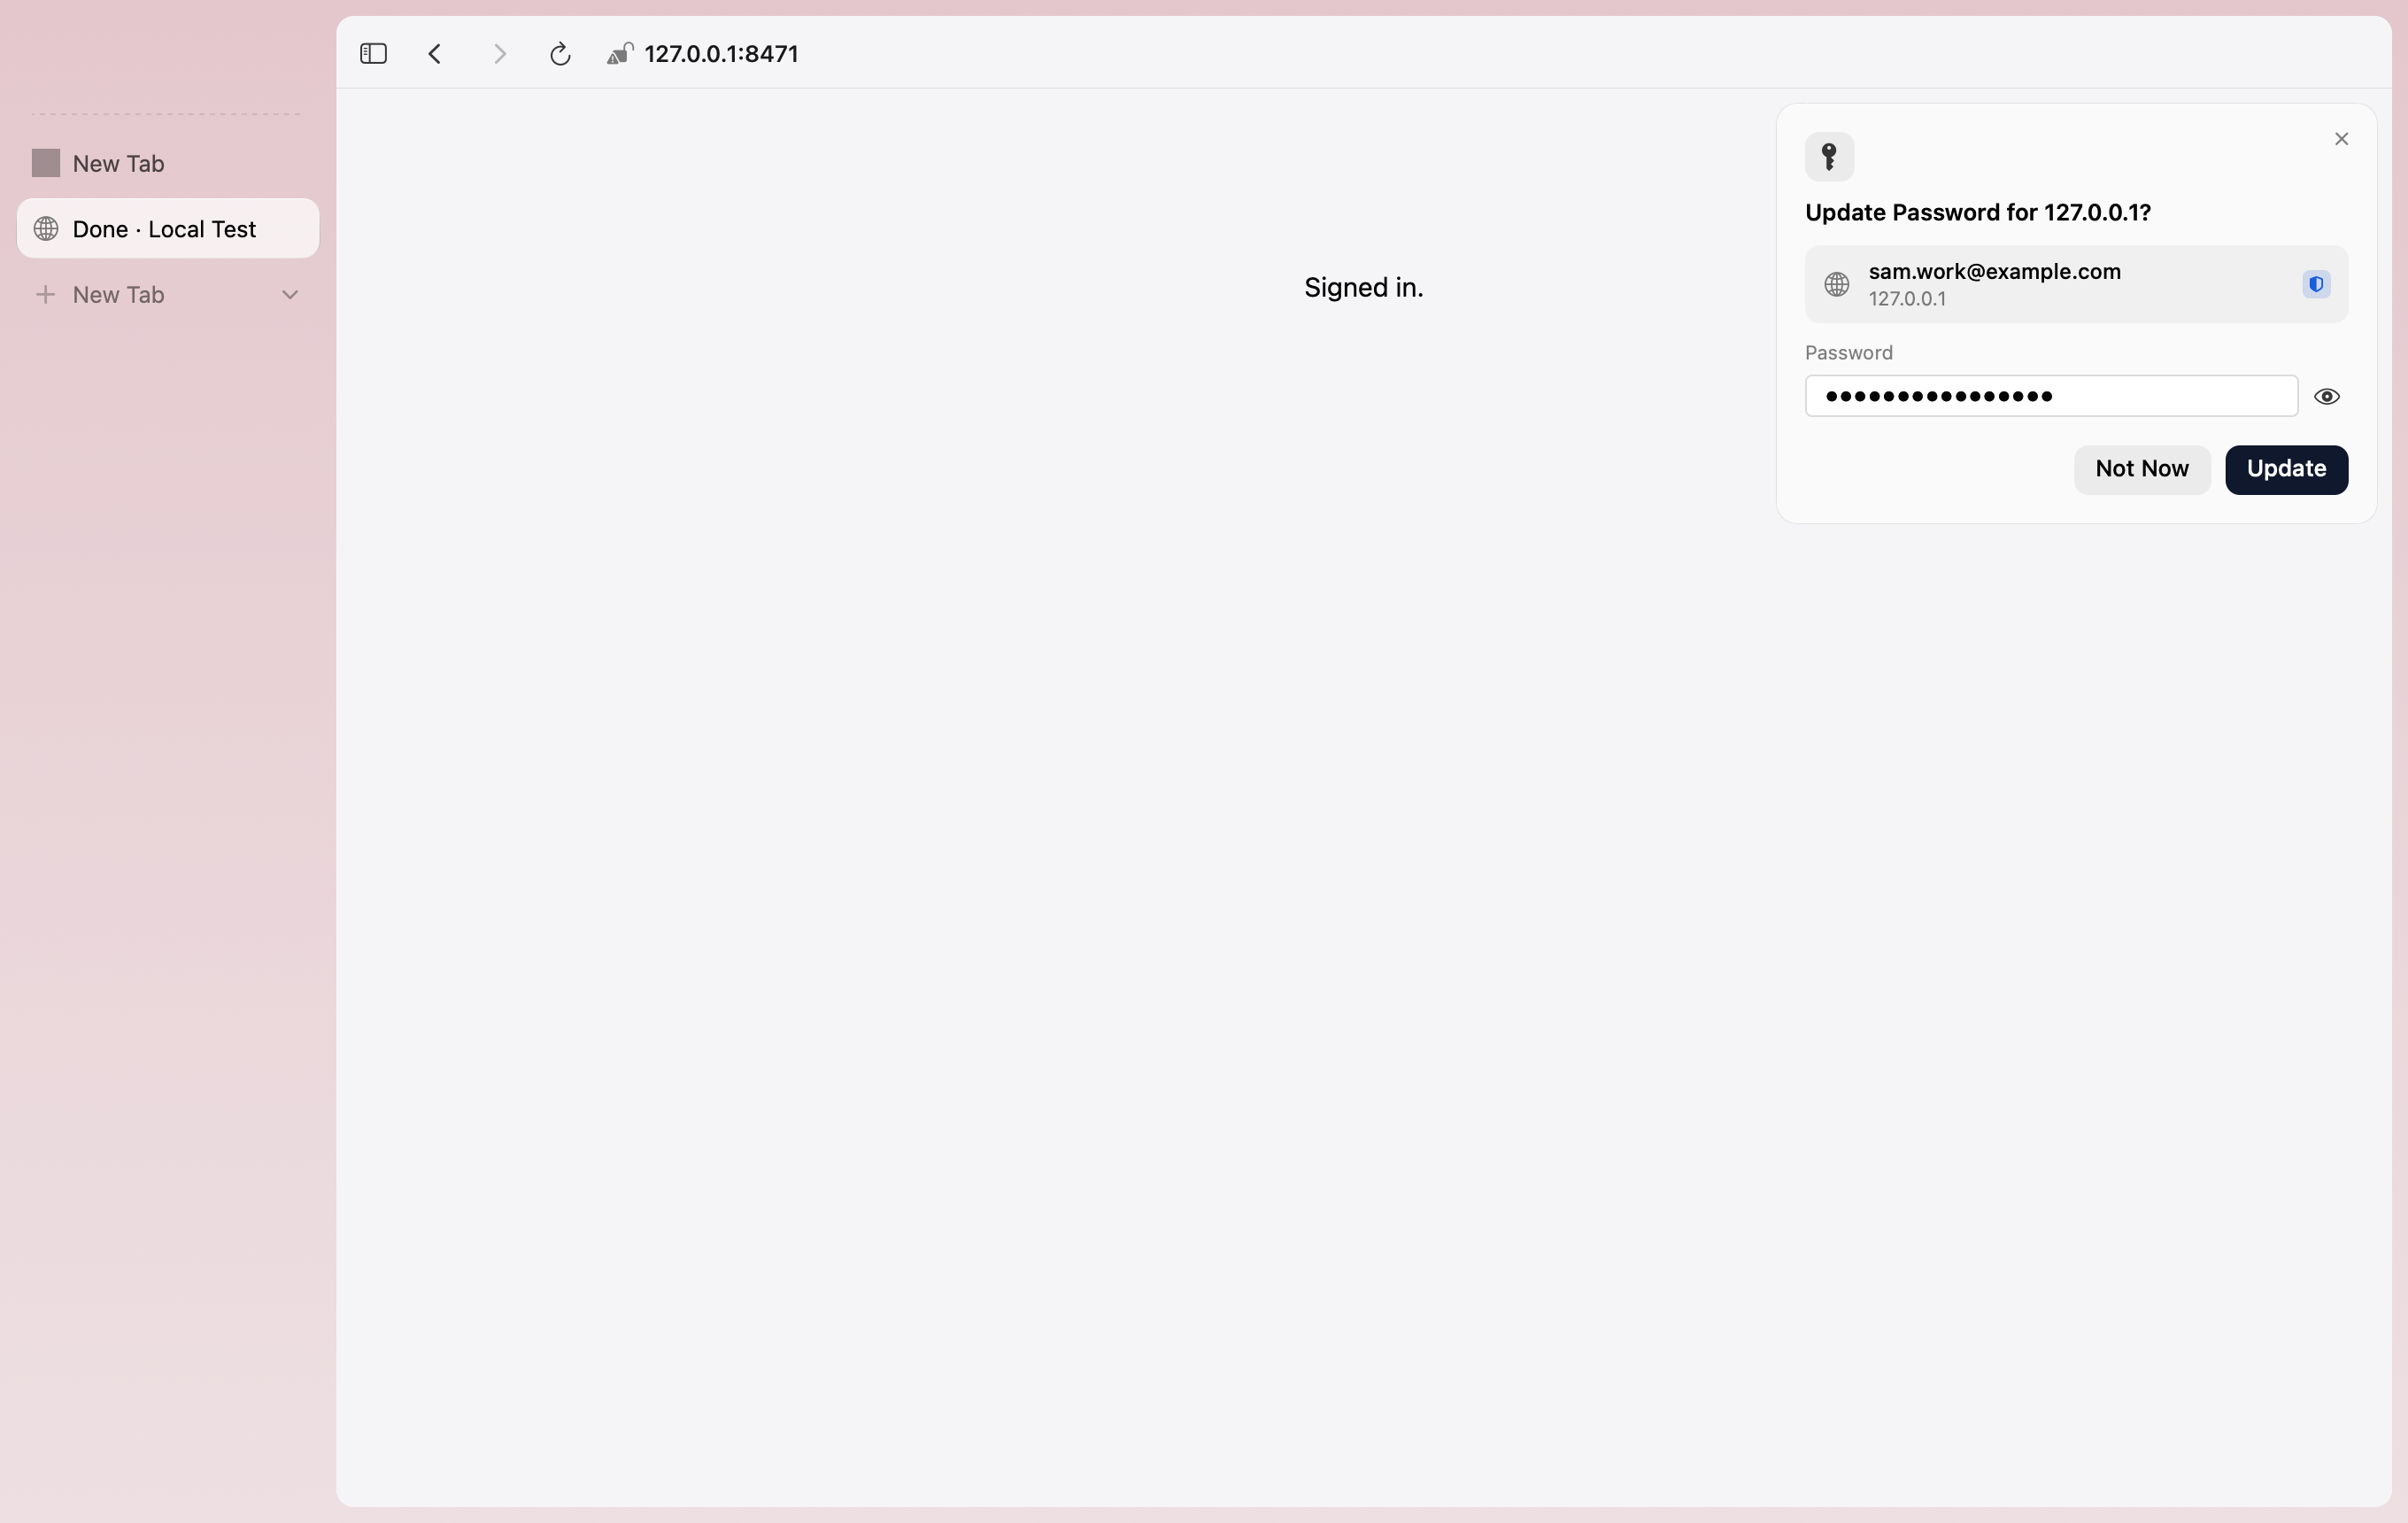 127.0.0.1:8471
New Tab
Done · Local Test
New Tab
Signed in.
Update Password for 127.0.0.1?
sam.work@example.com
127.0.0.1
Password
Not Now
Update